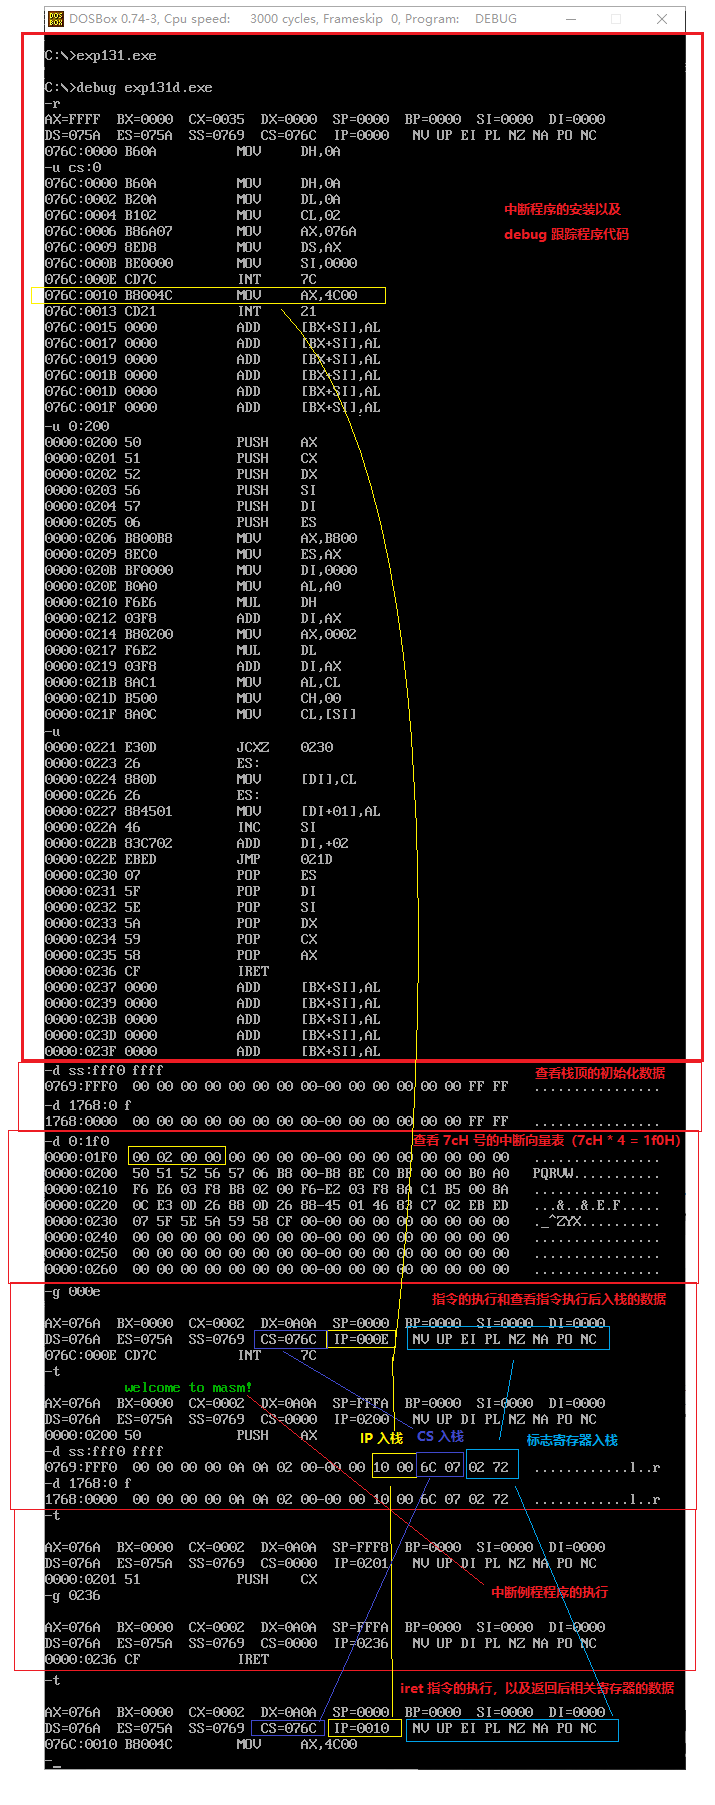 DOSBox 0.74-3, Cpu speed:    3000 cycles, Frameskip  0, Program:    DEBUG
C:\>exp131.exe
C:\>debug exp131d.exe
-r
AX=FFFF  BX=0000  CX=0035  DX=0000  SP=0000  BP=0000  SI=0000  DI=0000
DS=075A  ES=075A  SS=0769  CS=076C  IP=0000   NV UP EI PL NZ NA PO NC
076C:0000 B60A          MOV     DH,0A
-u cs:0
076C:0000 B60A          MOV     DH,0A
076C:0002 B20A          MOV     DL,0A
076C:0004 B102          MOV     CL,02
中断程序的安装以及
076C:0006 B86A07        MOV     AX,076A
debug 跟踪程序代码
076C:0009 8ED8          MOV     DS,AX
076C:000B BE0000        MOV     SI,0000
076C:000E CD7C          INT     7C
076C:0010 B8004C        MOV     AX,4C00
076C:0013 CD21          INT     21
076C:0015 0000          ADD     [BX+SI],AL
076C:0017 0000          ADD     [BX+SI],AL
076C:0019 0000          ADD     [BX+SI],AL
076C:001B 0000          ADD     [BX+SI],AL
076C:001D 0000          ADD     [BX+SI],AL
076C:001F 0000          ADD     [BX+SI],AL
-u 0:200
0000:0200 50            PUSH    AX
0000:0201 51            PUSH    CX
0000:0202 52            PUSH    DX
0000:0203 56            PUSH    SI
0000:0204 57            PUSH    DI
0000:0205 06            PUSH    ES
0000:0206 B800B8        MOV     AX,B800
0000:0209 8EC0          MOV     ES,AX
0000:020B BF0000        MOV     DI,0000
0000:020E B0A0          MOV     AL,A0
0000:0210 F6E6          MUL     DH
0000:0212 03F8          ADD     DI,AX
0000:0214 B80200        MOV     AX,0002
0000:0217 F6E2          MUL     DL
0000:0219 03F8          ADD     DI,AX
0000:021B 8AC1          MOV     AL,CL
0000:021D B500          MOV     CH,00
0000:021F 8A0C          MOV     CL,[SI]
-u
0000:0221 E30D          JCXZ    0230
0000:0223 26            ES:
0000:0224 880D          MOV     [DI],CL
0000:0226 26            ES:
0000:0227 884501        MOV     [DI+01],AL
0000:022A 46            INC     SI
0000:022B 83C702        ADD     DI,+02
0000:022E EBED          JMP     021D
0000:0230 07            POP     ES
0000:0231 5F            POP     DI
0000:0232 5E            POP     SI
0000:0233 5A            POP     DX
0000:0234 59            POP     CX
0000:0235 58            POP     AX
0000:0236 CF            IRET
0000:0237 0000          ADD     [BX+SI],AL
0000:0239 0000          ADD     [BX+SI],AL
0000:023B 0000          ADD     [BX+SI],AL
0000:023D 0000          ADD     [BX+SI],AL
0000:023F 0000          ADD     [BX+SI],AL
-d ss:fff0 ffff
查看栈顶的初始化数据
0769:FFF0  00 00 00 00 00 00 00 00-00 00 00 00 00 00 FF FF   ................
-d 1768:0 f
1768:0000  00 00 00 00 00 00 00 00-00 00 00 00 00 00 FF FF   ................
-d 0:1f0
查看 7cH 号的中断向量表（7cH * 4 = 1f0H）
0000:01F0  00 02 00 00 00 00 00 00-00 00 00 00 00 00 00 00   ................
0000:0200  50 51 52 56 57 06 B8 00-B8 8E C0 BF 00 00 B0 A0   PQRVW...........
0000:0210  F6 E6 03 F8 B8 02 00 F6-E2 03 F8 8A C1 B5 00 8A   ................
0000:0220  0C E3 0D 26 88 0D 26 88-45 01 46 83 C7 02 EB ED   ...&..&.E.F.....
0000:0230  07 5F 5E 5A 59 58 CF 00-00 00 00 00 00 00 00 00   ._^ZYX..........
0000:0240  00 00 00 00 00 00 00 00-00 00 00 00 00 00 00 00   ................
0000:0250  00 00 00 00 00 00 00 00-00 00 00 00 00 00 00 00   ................
0000:0260  00 00 00 00 00 00 00 00-00 00 00 00 00 00 00 00   ................
-g 000e
指令的执行和查看指令执行后入栈的数据
AX=076A  BX=0000  CX=0002  DX=0A0A  SP=0000  BP=0000  SI=0000  DI=0000
DS=076A  ES=075A  SS=0769  CS=076C  IP=000E   NV UP EI PL NZ NA PO NC
076C:000E CD7C          INT     7C
-t
welcome to masm!
AX=076A  BX=0000  CX=0002  DX=0A0A  SP=FFFA  BP=0000  SI=0000  DI=0000
DS=076A  ES=075A  SS=0769  CS=0000  IP=0200   NV UP DI PL NZ NA PO NC
0000:0200 50            PUSH    AX
IP 入栈 CS 入栈 标志寄存器入栈
-d ss:fff0 ffff
0769:FFF0  00 00 00 00 0A 0A 02 00-00 00 10 00 6C 07 02 72   ............l..r
-d 1768:0 f
1768:0000  00 00 00 00 0A 0A 02 00-00 00 10 00 6C 07 02 72   ............l..r
-t
AX=076A  BX=0000  CX=0002  DX=0A0A  SP=FFF8  BP=0000  SI=0000  DI=0000
DS=076A  ES=075A  SS=0769  CS=0000  IP=0201   NV UP DI PL NZ NA PO NC
0000:0201 51            PUSH    CX
-g 0236
中断例程程序的执行
AX=076A  BX=0000  CX=0002  DX=0A0A  SP=FFFA  BP=0000  SI=0000  DI=0000
DS=076A  ES=075A  SS=0769  CS=0000  IP=0236   NV UP DI PL NZ NA PO NC
0000:0236 CF            IRET
-t
iret 指令的执行，以及返回后相关寄存器的数据
AX=076A  BX=0000  CX=0002  DX=0A0A  SP=0000  BP=0000  SI=0000  DI=0000
DS=076A  ES=075A  SS=0769  CS=076C  IP=0010   NV UP EI PL NZ NA PO NC
076C:0010 B8004C        MOV     AX,4C00
-_